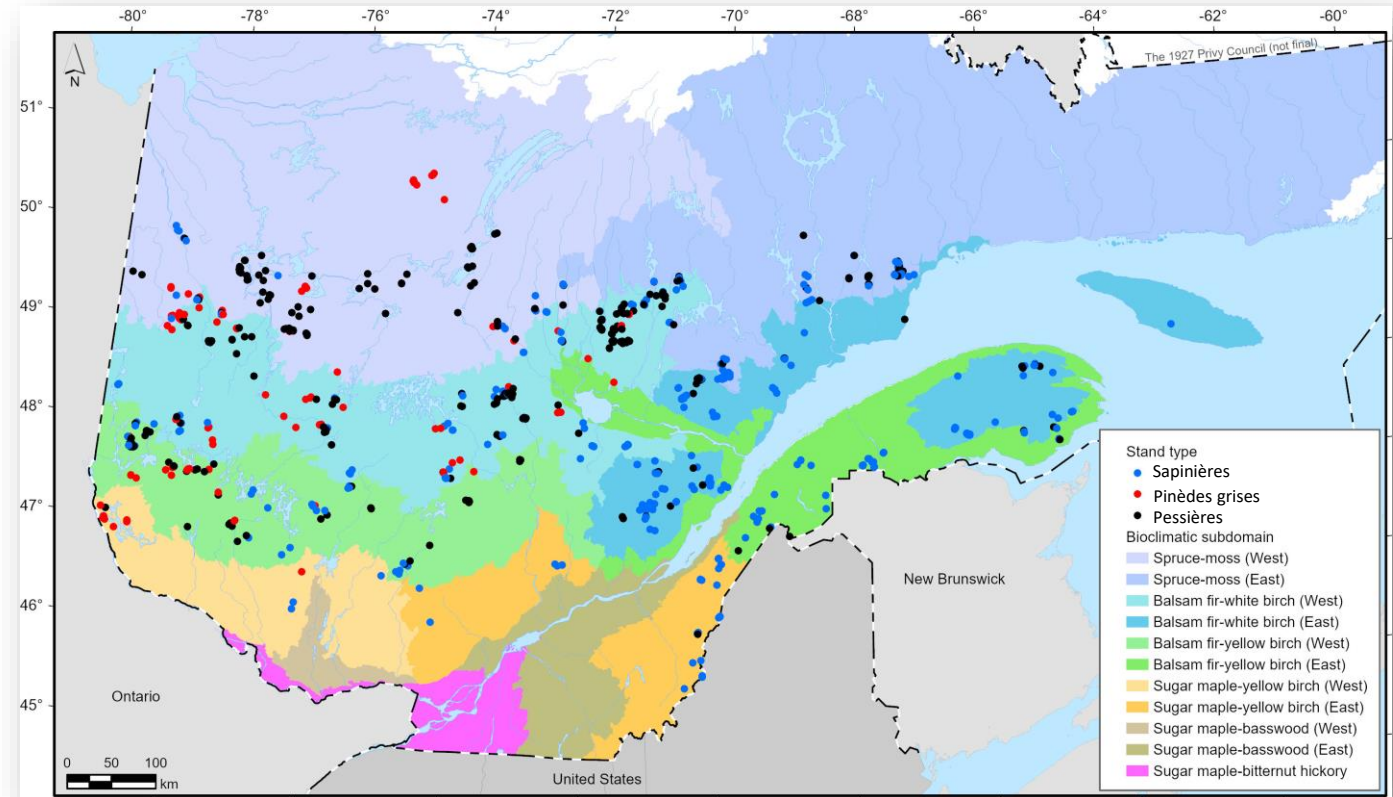 -80° -78° -76° -74° -72° -70° -68° -66° -64° -62° -60°
The 1927 Privy Council (not final)
N
51°
50°
49°
48°
47°
46°
45°
Ontario
New Brunswick
United States
0 50 100
km
Stand type
Sapinières
Pinèdes grises
Pessières
Bioclimatic subdomain
Spruce-moss (West)
Spruce-moss (East)
Balsam fir-white birch (West)
Balsam fir-white birch (East)
Balsam fir-yellow birch (West)
Balsam fir-yellow birch (East)
Sugar maple-yellow birch (West)
Sugar maple-yellow birch (East)
Sugar maple-basswood (West)
Sugar maple-basswood (East)
Sugar maple-bitternut hickory